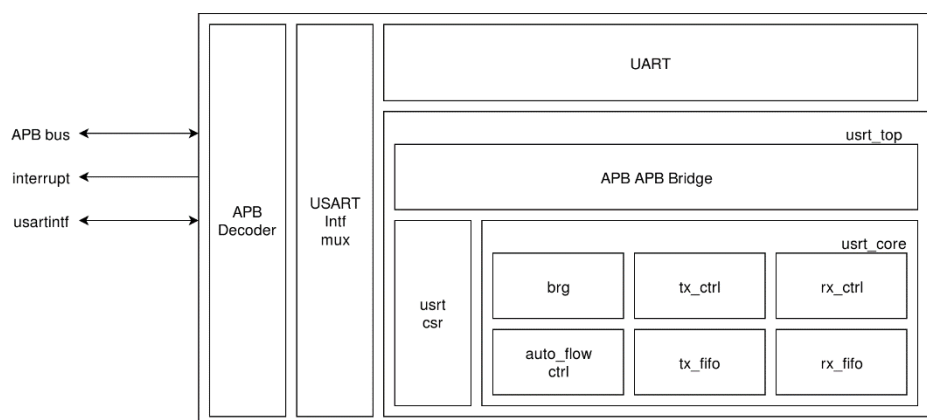 APB bus
interrupt
usartintf
APB
Decoder
USART
Intf
mux
UART
usrt_top
APB APB Bridge
usrt
csr
usrt_core
brg
tx_ctrl
rx_ctrl
auto_flow
ctrl
tx_fifo
rx_fifo